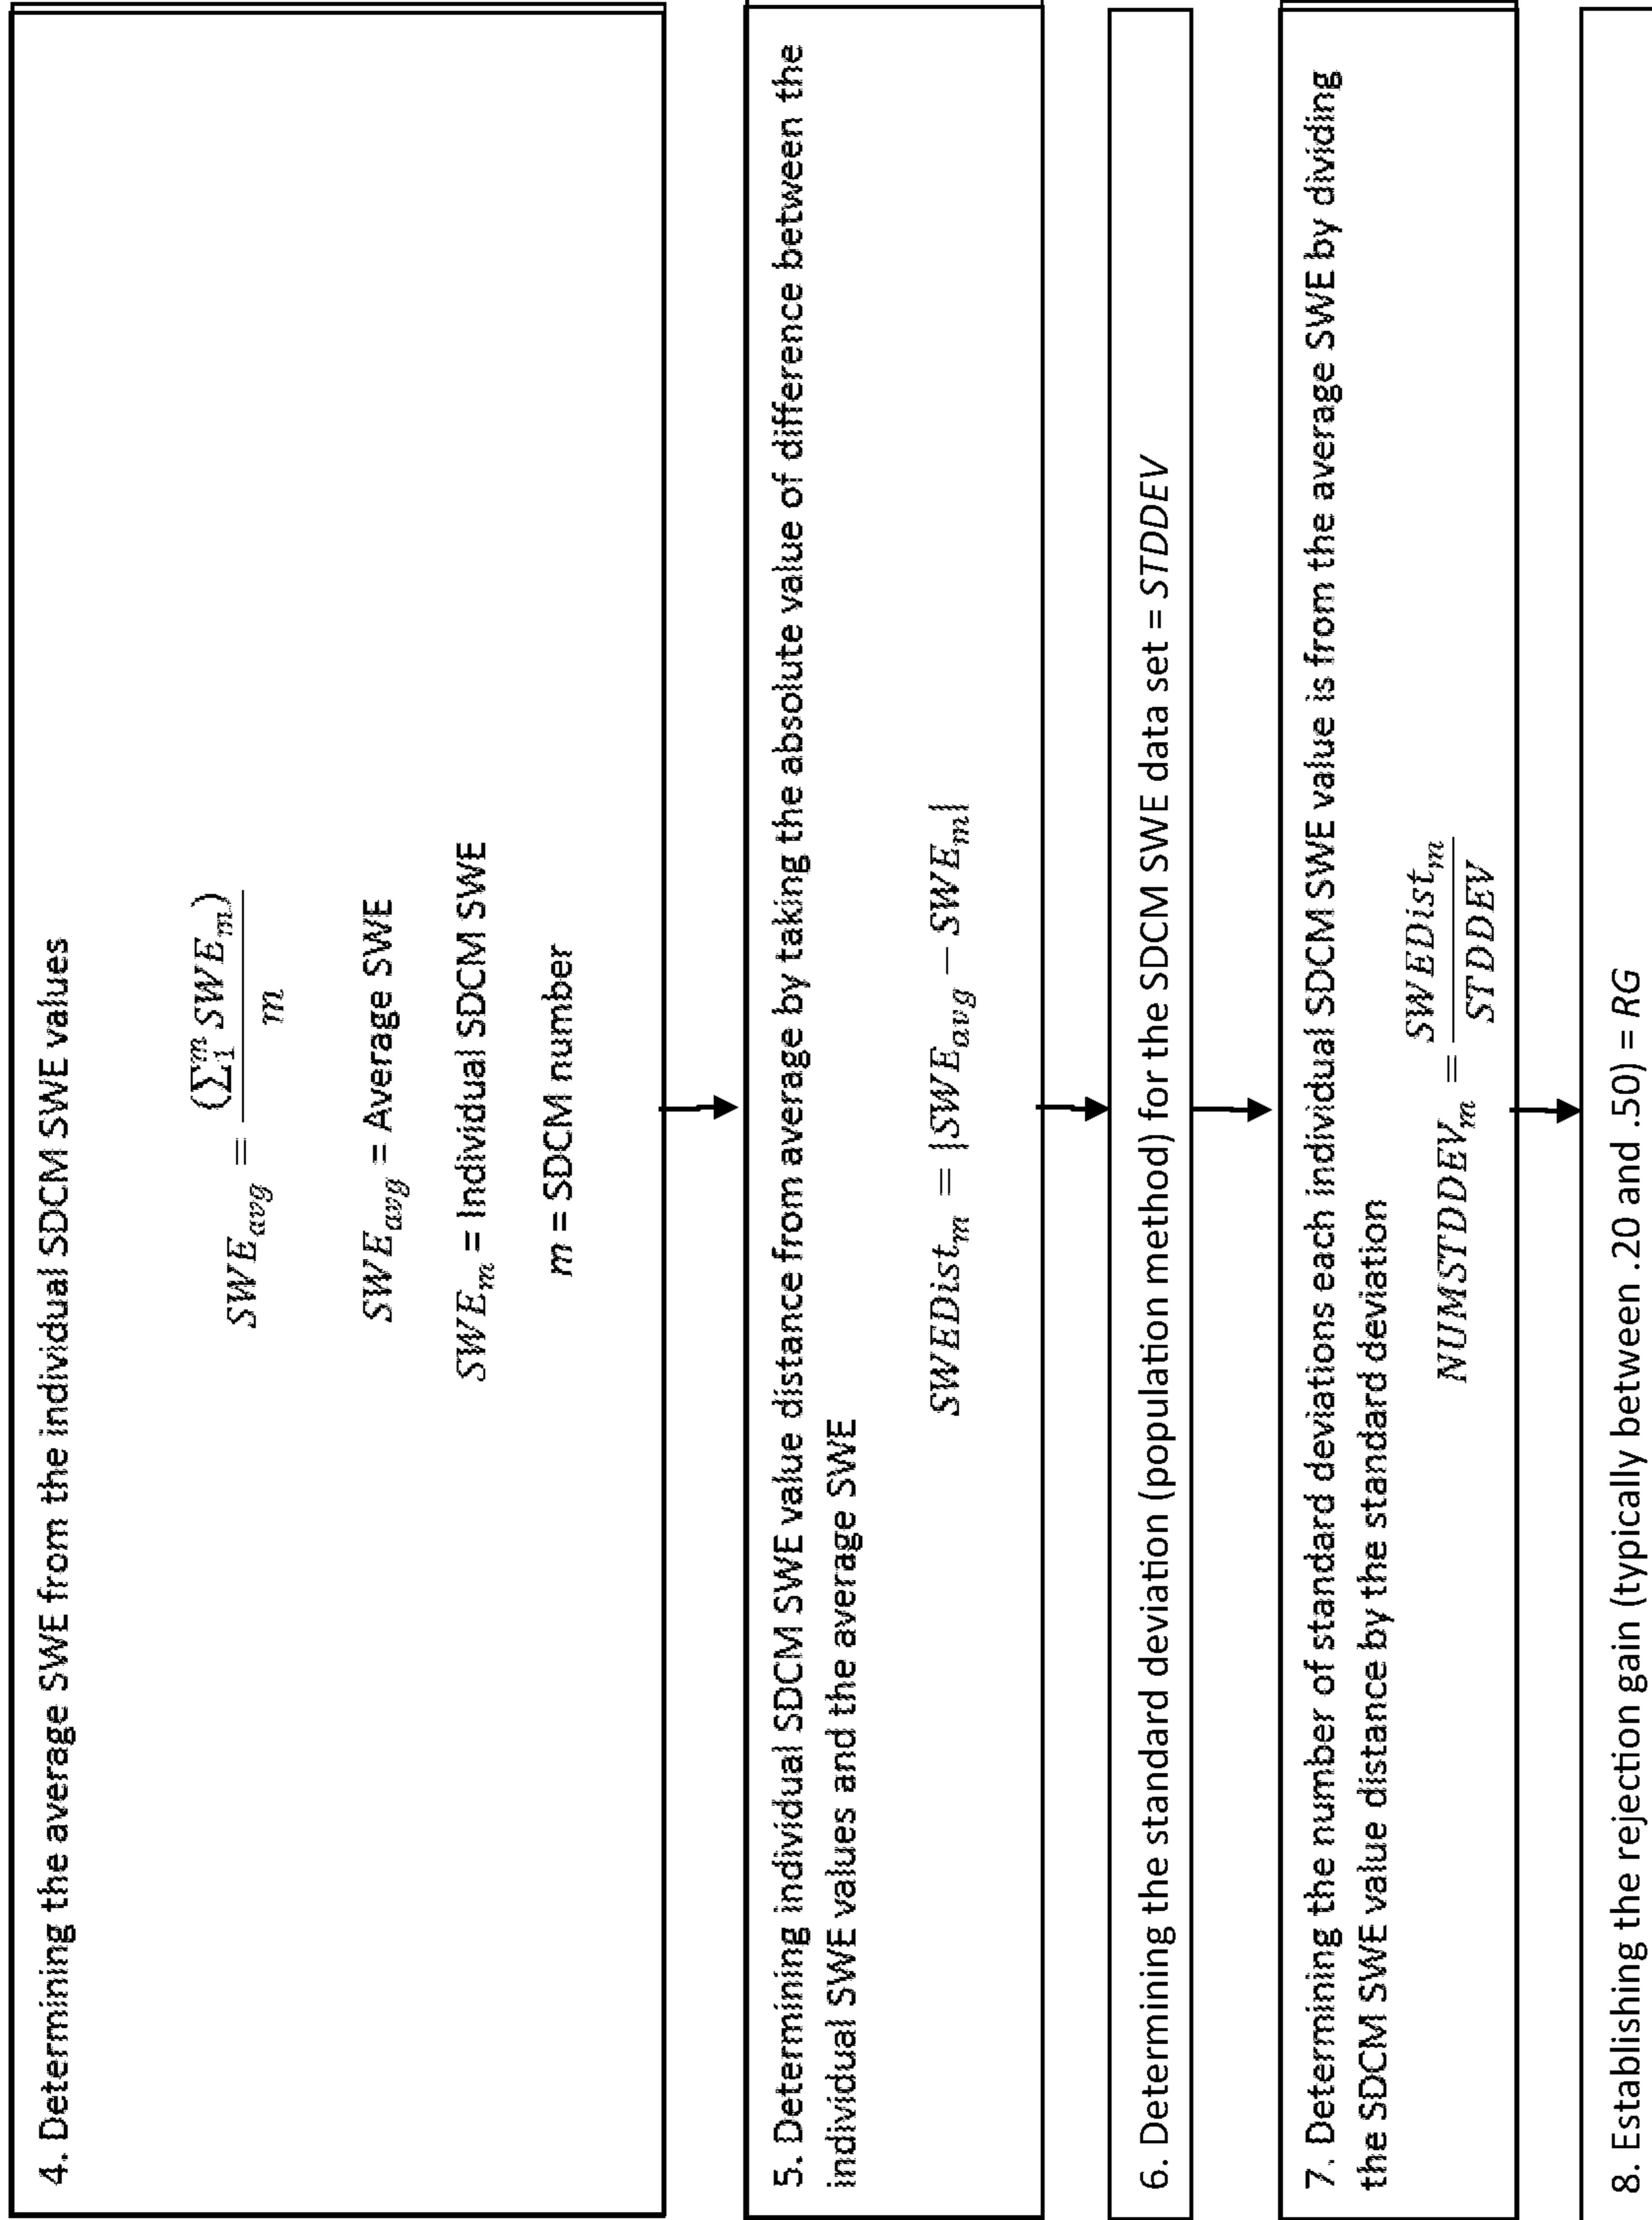 4. Determining the average SWE from the individual SDCM SWE values
SWE_avg = (∑_1^m SWE_m) / m
SWE_avg = Average SWE
SWE_m = Individual SDCM SWE
m = SDCM number
5. Determining individual SDCM SWE value distance from average by taking the absolute value of difference between the
individual SWE values and the average SWE
SWEDist_m = |SWE_avg − SWE_m|
6. Determining the standard deviation (population method) for the SDCM SWE data set = STDDEV
7. Determining the number of standard deviations each individual SDCM SWE value is from the average SWE by dividing
the SDCM SWE value distance by the standard deviation
NUMSTDDEV_m = SWEDist_m / STDDEV
8. Establishing the rejection gain (typically between .20 and .50) = RG